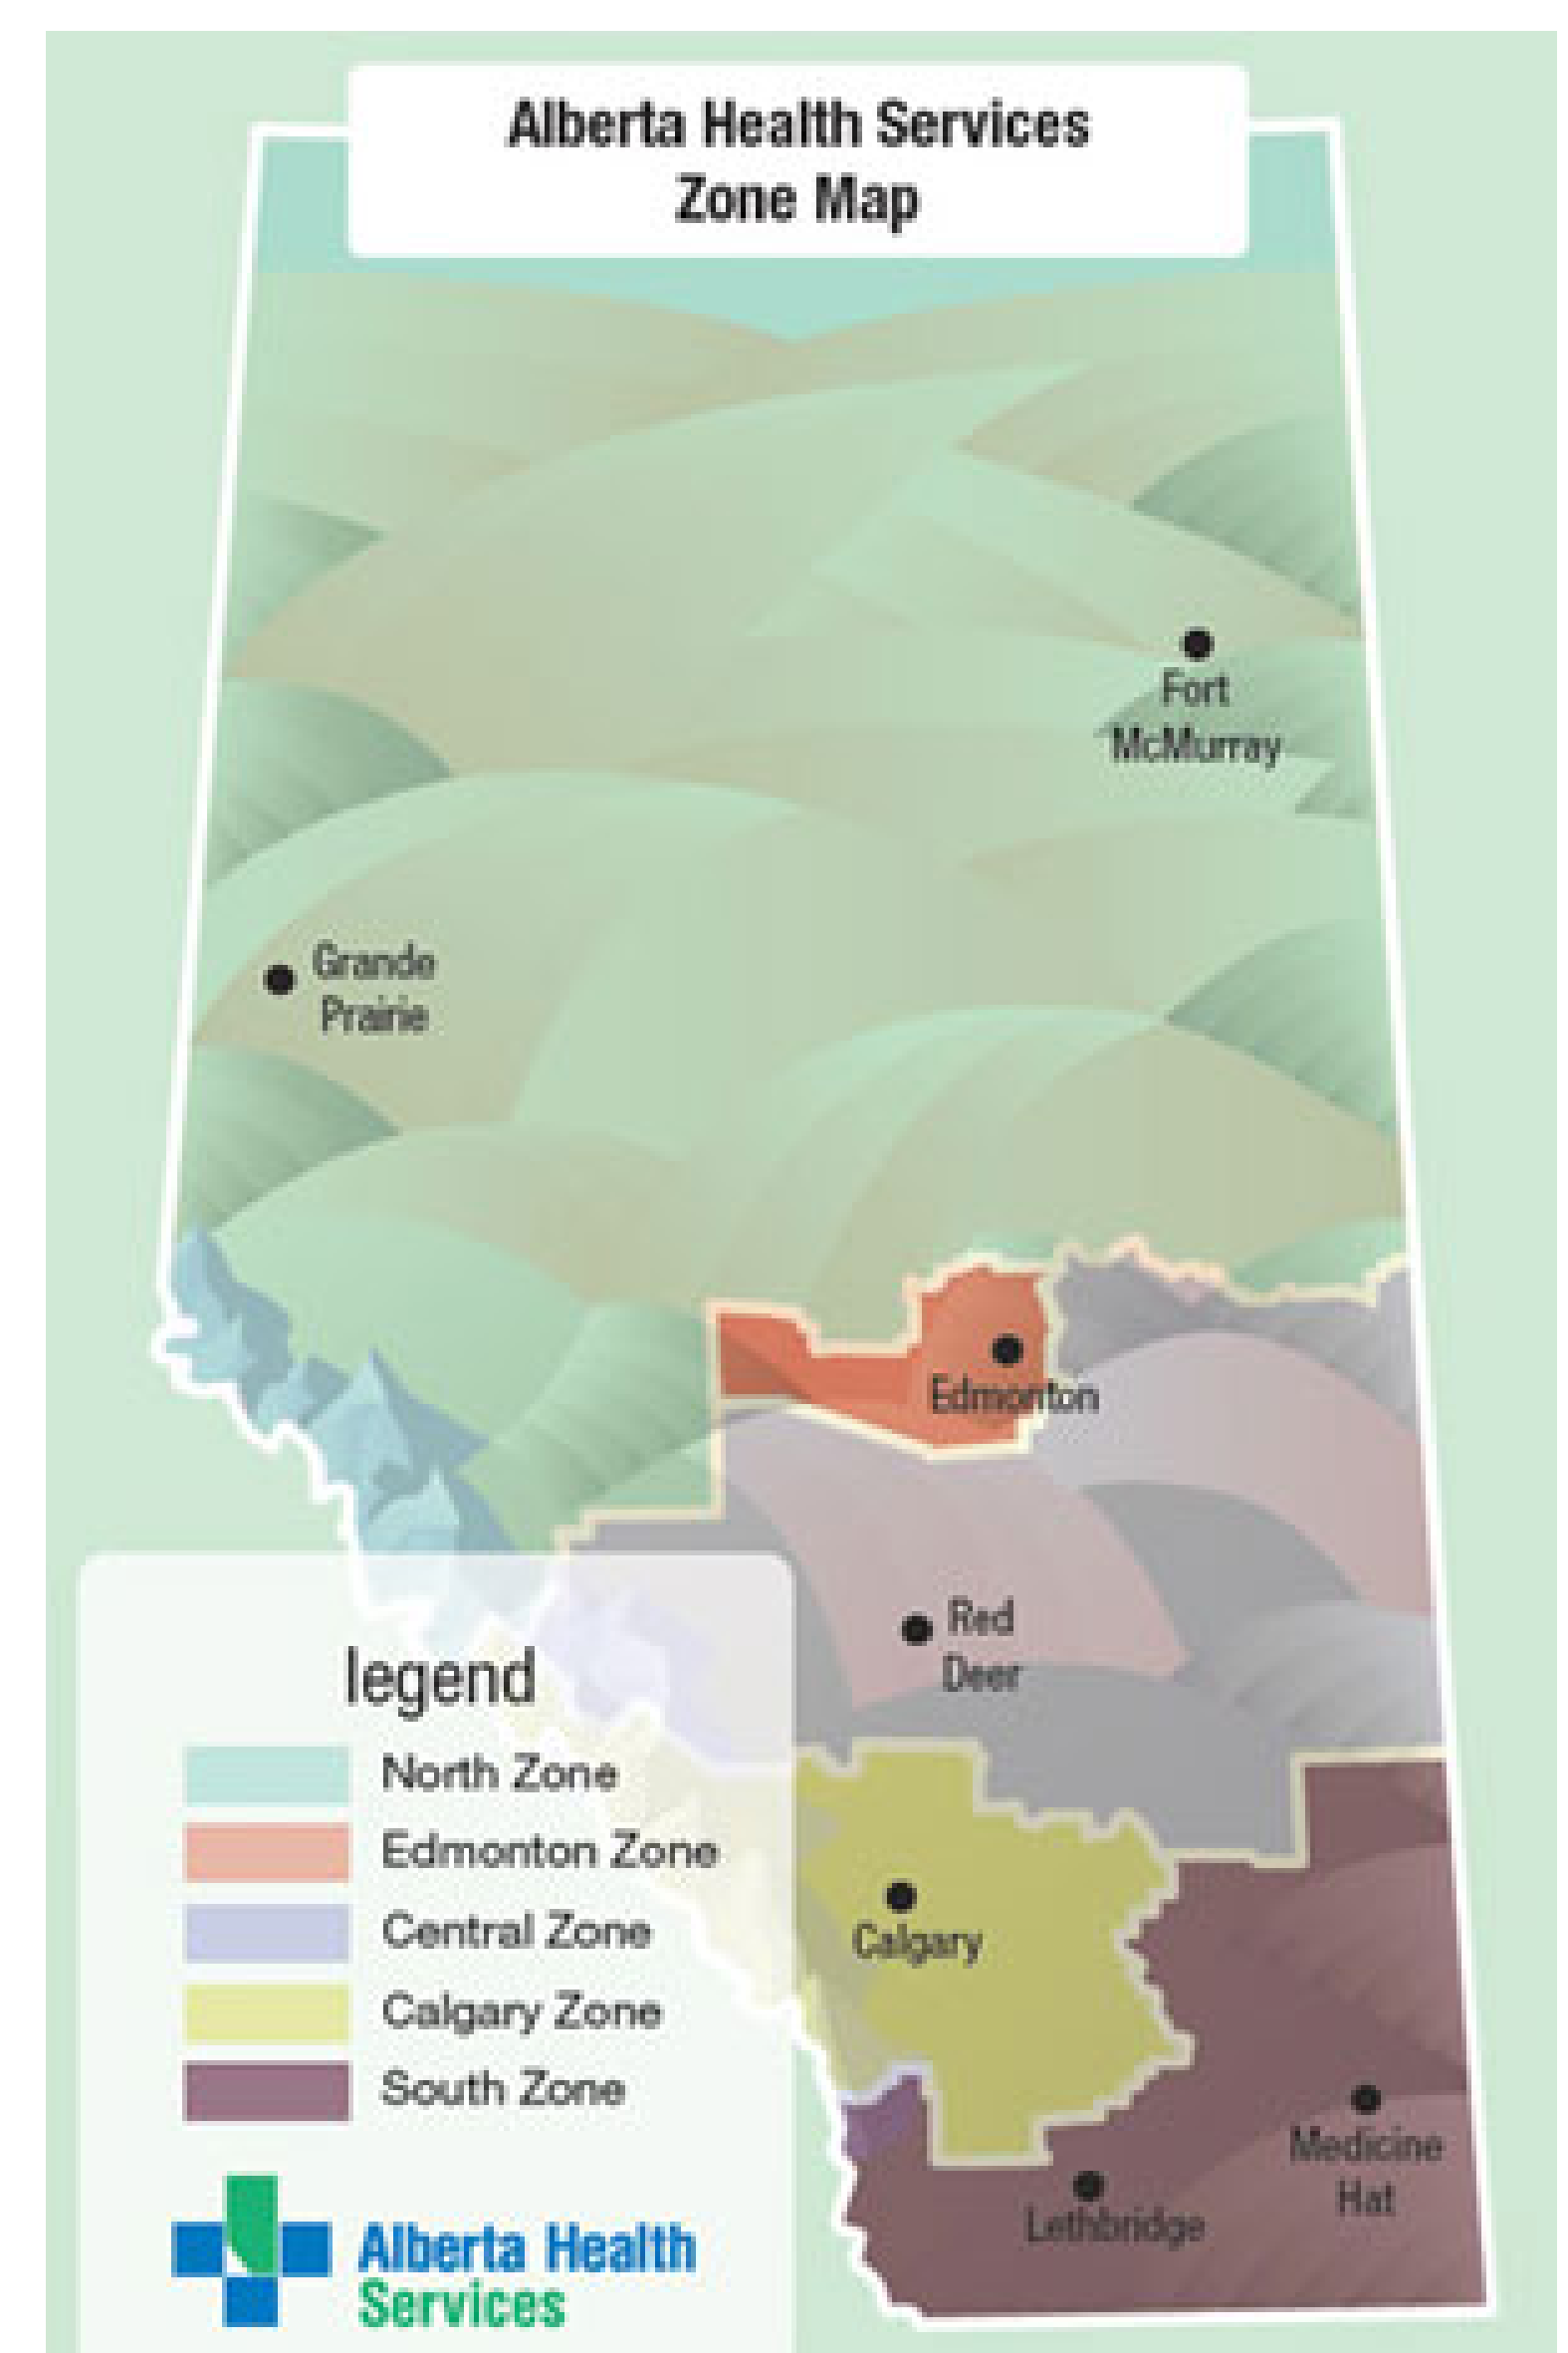 Alberta Health Services
Zone Map
Fort
McMurray
Grande
Prairie
Edmonton
Red
Deer
Calgary
Medicine
Hat
Lethbridge
legend
North Zone
Edmonton Zone
Central Zone
Calgary Zone
South Zone
Alberta Health
Services